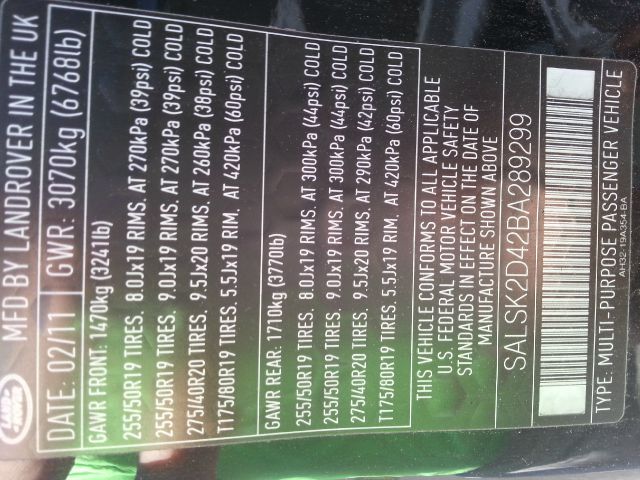 LAND-
ROVER
MFD BY LANDROVER IN THE UK
DATE: 02/11 GWR: 3070kg (6768lb)
GAWR FRONT: 1470kg (3241lb)
255/50R19 TIRES. 8.0Jx19 RIMS. AT 270kPa (39psi) COLD
255/50R19 TIRES. 9.0Jx19 RIMS. AT 270kPa (39psi) COLD
275/40R20 TIRES. 9.5Jx20 RIMS. AT 260kPa (38psi) COLD
T175/80R19 TIRES 5.5Jx19 RIM. AT 420kPa (60psi) COLD
GAWR REAR: 1710kg (3770lb)
255/50R19 TIRES. 8.0Jx19 RIMS. AT 300kPa (44psi) COLD
255/50R19 TIRES. 9.0Jx19 RIMS. AT 300kPa (44psi) COLD
275/40R20 TIRES. 9.5Jx20 RIMS. AT 290kPa (42psi) COLD
T175/80R19 TIRES 5.5Jx19 RIM. AT 420kPa (60psi) COLD
THIS VEHICLE CONFORMS TO ALL APPLICABLE
U.S. FEDERAL MOTOR VEHICLE SAFETY
STANDARDS IN EFFECT ON THE DATE OF
MANUFACTURE SHOWN ABOVE
SALSK2D42BA289299
AH32-19A354-BA
TYPE: MULTI-PURPOSE PASSENGER VEHICLE